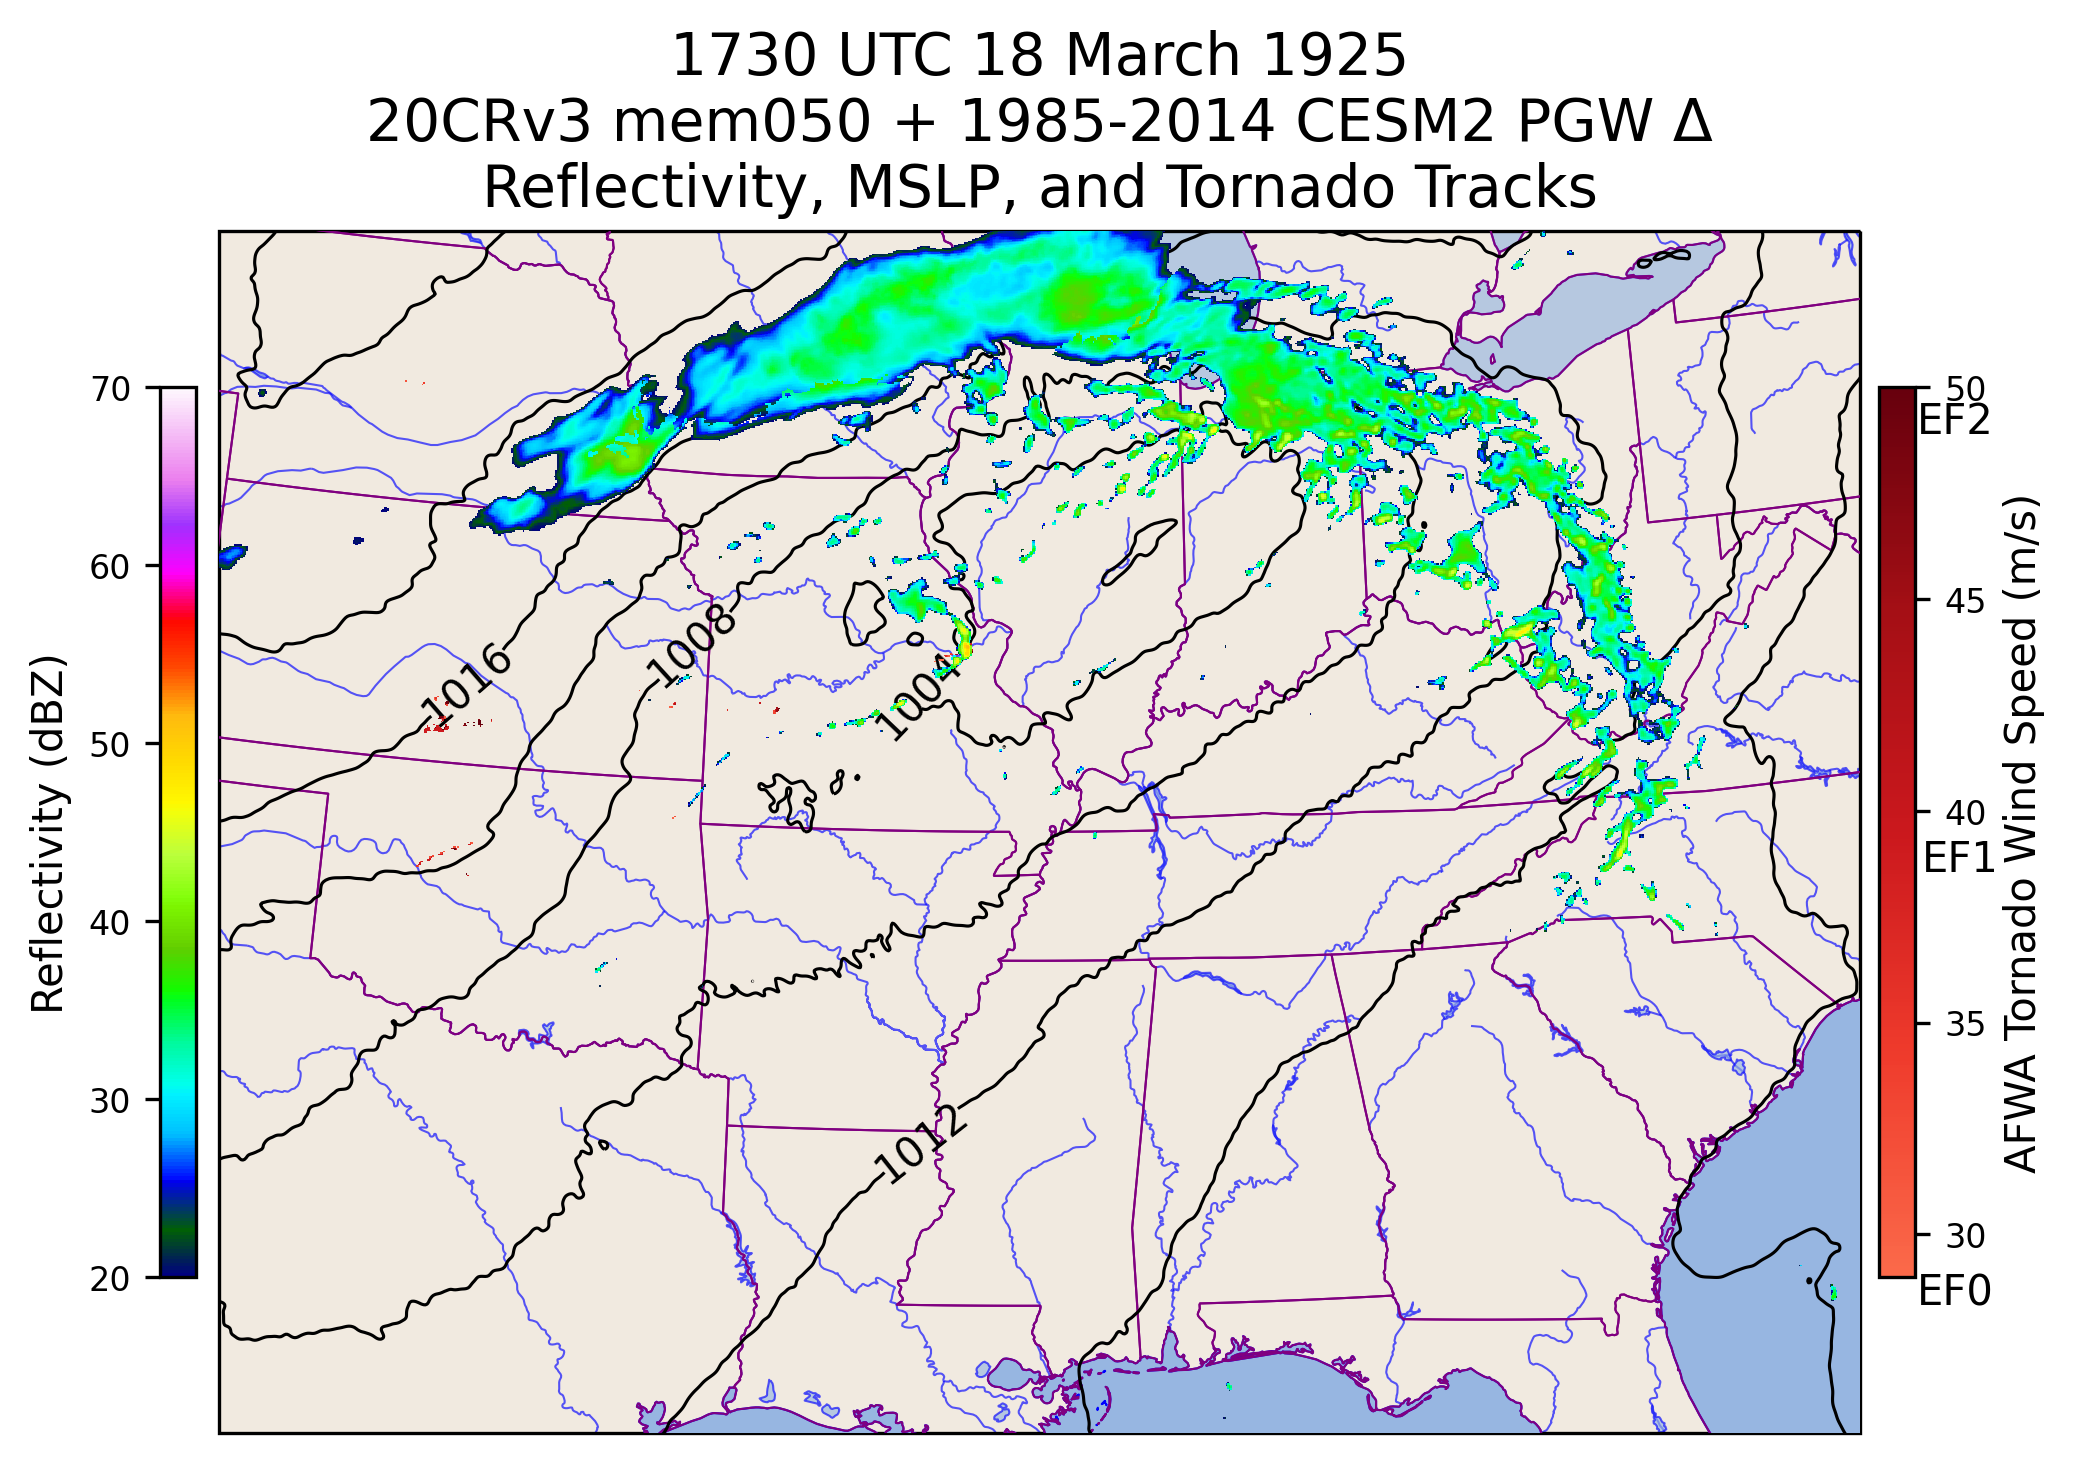 1730 UTC 18 March 1925
20CRv3 mem050 + 1985-2014 CESM2 PGW Δ
Reflectivity, MSLP, and Tornado Tracks
70
60
50
40
30
20
Reflectivity (dBZ)
1016
1008
1004
1012
50
EF2
45
40
EF1
35
30
EF0
AFWA Tornado Wind Speed (m/s)